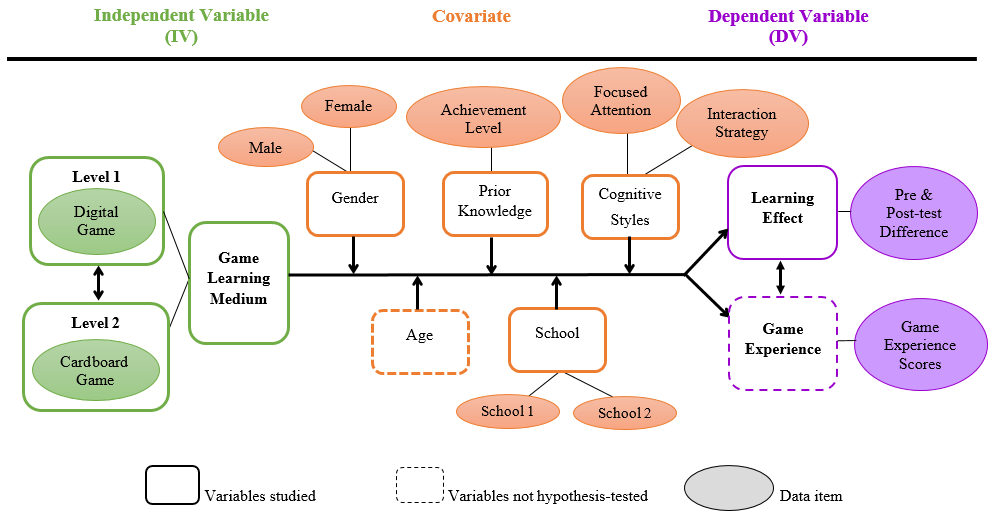 Independent Variable
(IV)
Covariate
Dependent Variable
(DV)
Female
Male
Gender
Achievement
Level
Prior
Knowledge
Focused
Attention
Interaction
Strategy
Cognitive
Styles
Level 1
Digital
Game
Level 2
Cardboard
Game
Game
Learning
Medium
Age
School
School 1
School 2
Learning
Effect
Pre &
Post-test
Difference
Game
Experience
Game
Experience
Scores
Variables studied
Variables not hypothesis-tested
Data item